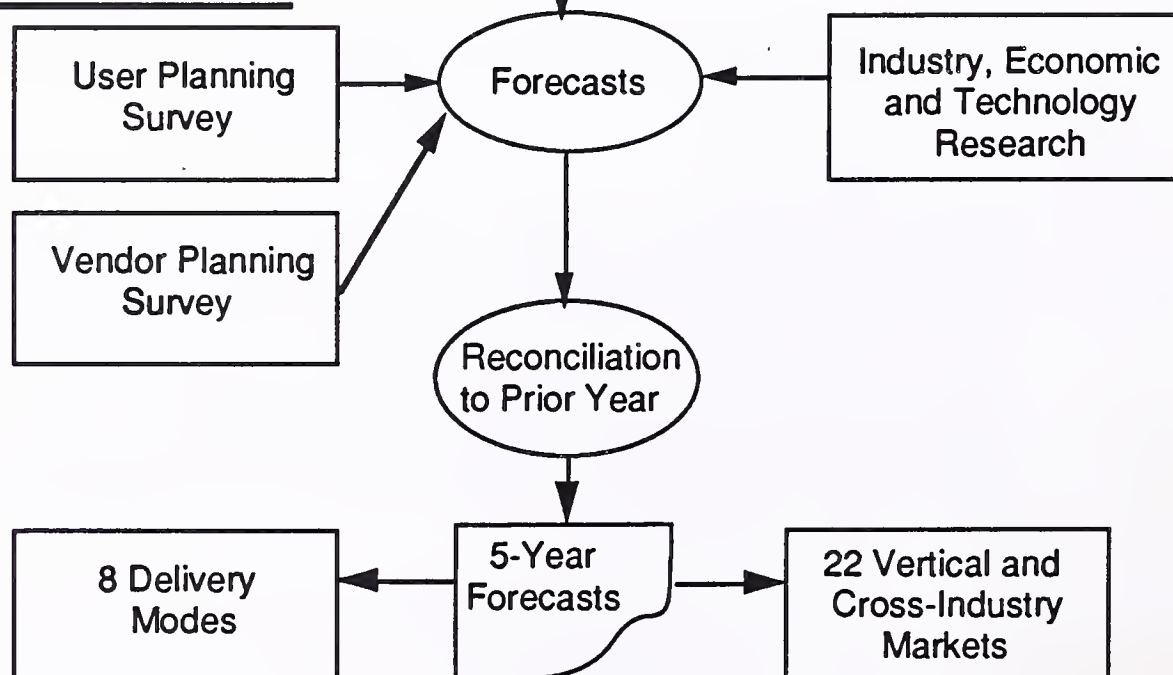 User Planning
Survey
Forecasts
Industry, Economic
and Technology
Research
Vendor Planning
Survey
Reconciliation
to Prior Year
8 Delivery
Modes
5-Year
Forecasts
22 Vertical and
Cross-Industry
Markets